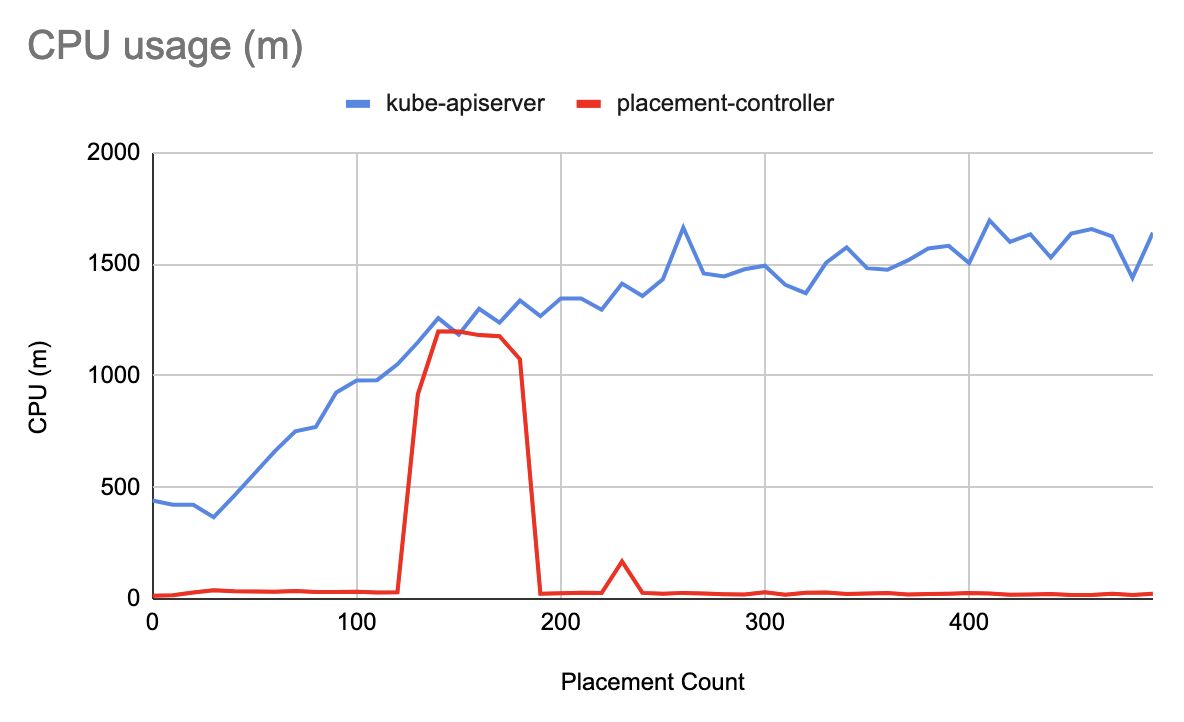 CPU usage (m)
kube-apiserver placement-controller
2000
1500
1000
500
0
CPU (m)
0 100 200 300 400
Placement Count